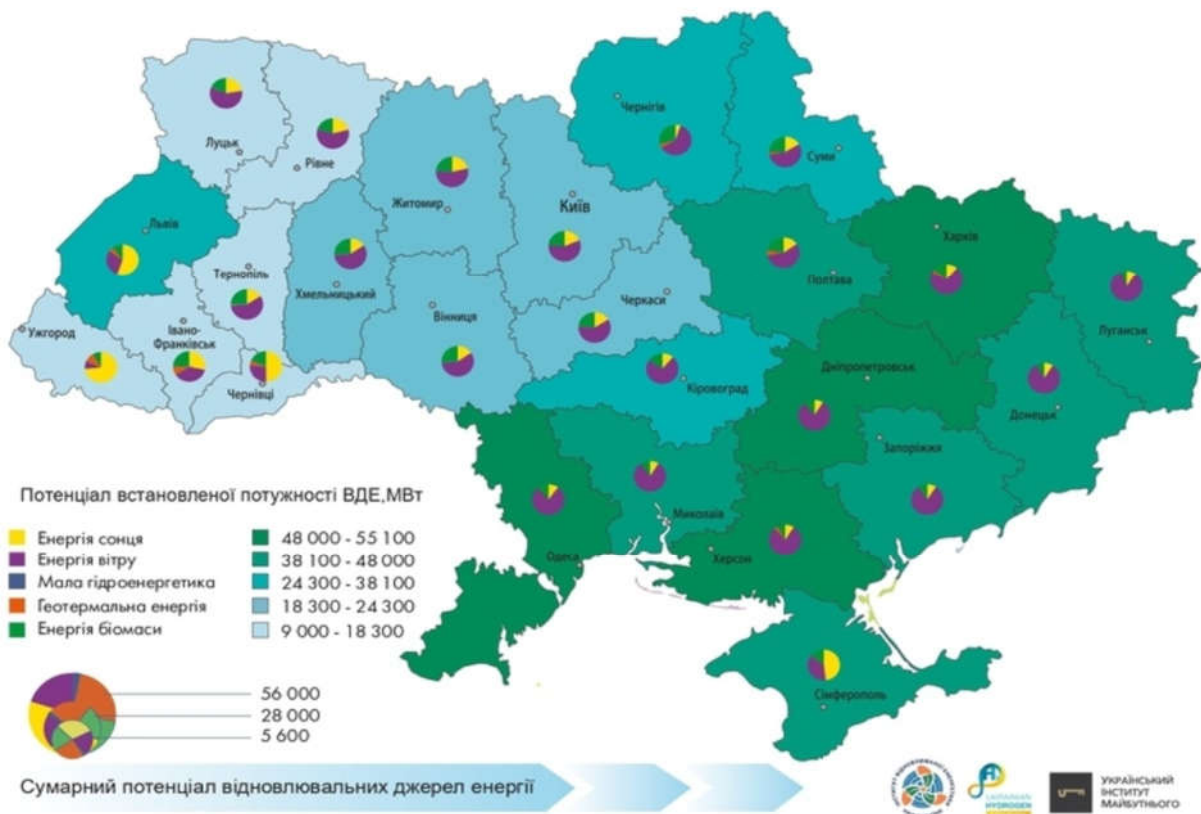 Чернігів
Суми
Луцьк
Рівне
Житомир
Київ
Львів
Тернопіль
Хмельницький
Полтава
Харків
Луганськ
Ужгород
Івано-
Франківськ
Чернівці
Вінниця
Черкаси
Кіровоград
Дніпропетровськ
Донецьк
Запоріжжя
Миколаїв
Одеса
Херсон
Сімферополь
Потенціал встановленої потужності ВДЕ,МВт
Енергія сонця
Енергія вітру
Мала гідроенергетика
Геотермальна енергія
Енергія біомаси
48 000 - 55 100
38 100 - 48 000
24 300 - 38 100
18 300 - 24 300
9 000 - 18 300
56 000
28 000
5 600
Сумарний потенціал відновлювальних джерел енергії
UKRAINIAN
HYDROGEN
УКРАЇНСЬКИЙ
ІНСТИТУТ
МАЙБУТНЬОГО